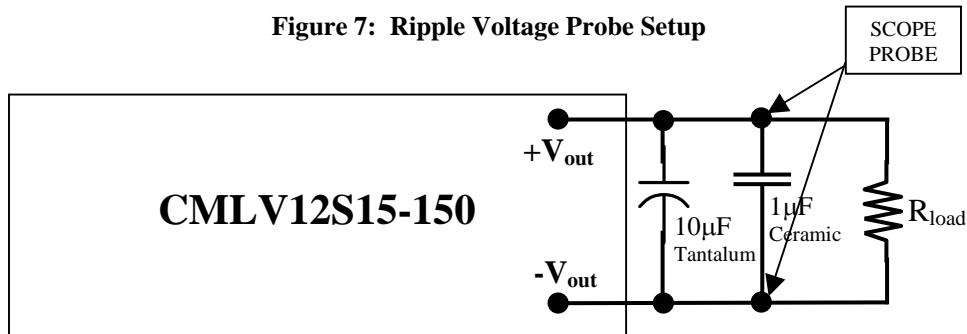 Figure 7: Ripple Voltage Probe Setup
SCOPE
PROBE
+Vout
CMLV12S15-150
10μF
Tantalum
1μF
Ceramic
Rload
-Vout